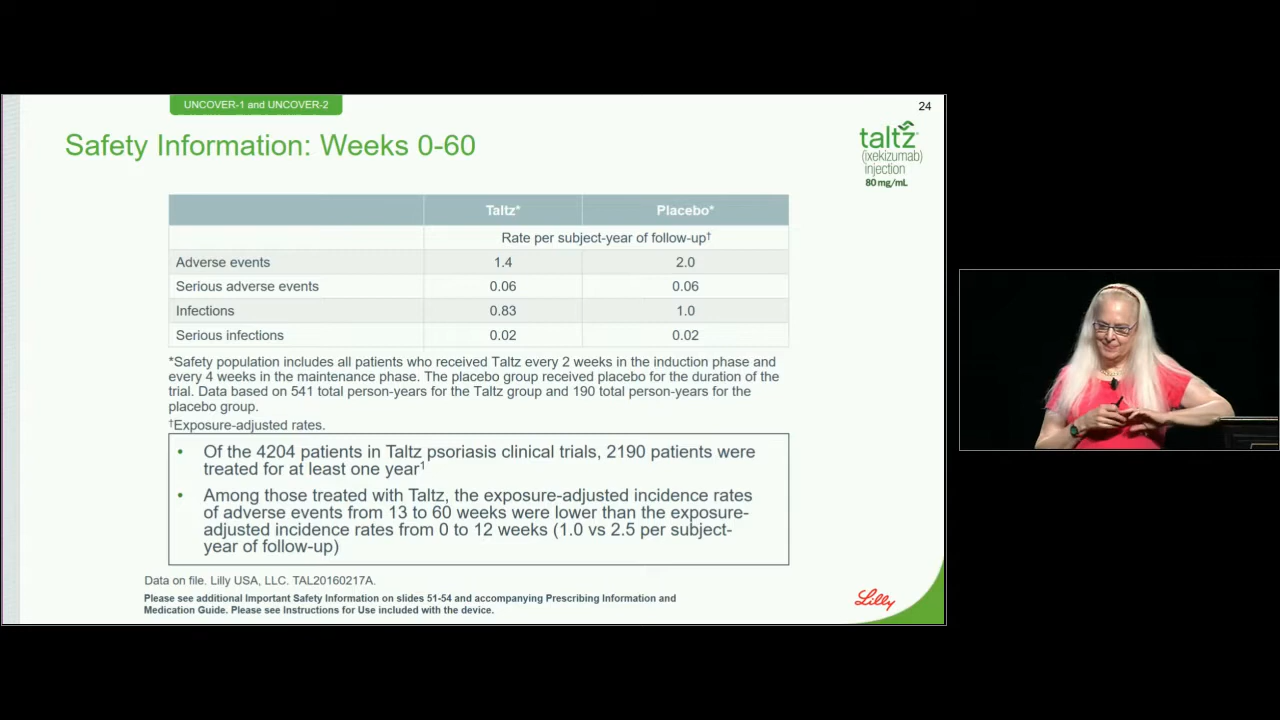 UNCOVER-1 and UNCOVER-2
24
Safety Information: Weeks 0-60
taltz
(ixekizumab)
injection
80 mg/mL
Taltz* Placebo*
Rate per subject-year of follow-up†
Adverse events 1.4 2.0
Serious adverse events 0.06 0.06
Infections 0.83 1.0
Serious infections 0.02 0.02
*Safety population includes all patients who received Taltz every 2 weeks in the induction phase and
every 4 weeks in the maintenance phase. The placebo group received placebo for the duration of the
trial. Data based on 541 total person-years for the Taltz group and 190 total person-years for the
placebo group.
†Exposure-adjusted rates.
• Of the 4204 patients in Taltz psoriasis clinical trials, 2190 patients were
treated for at least one year1
• Among those treated with Taltz, the exposure-adjusted incidence rates
of adverse events from 13 to 60 weeks were lower than the exposure-
adjusted incidence rates from 0 to 12 weeks (1.0 vs 2.5 per subject-
year of follow-up)
Data on file. Lilly USA, LLC. TAL20160217A.
Please see additional Important Safety Information on slides 51-54 and accompanying Prescribing Information and
Medication Guide. Please see Instructions for Use included with the device.
Lilly